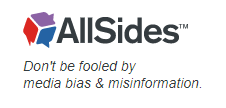 AllSides™
Don't be fooled by
media bias & misinformation.